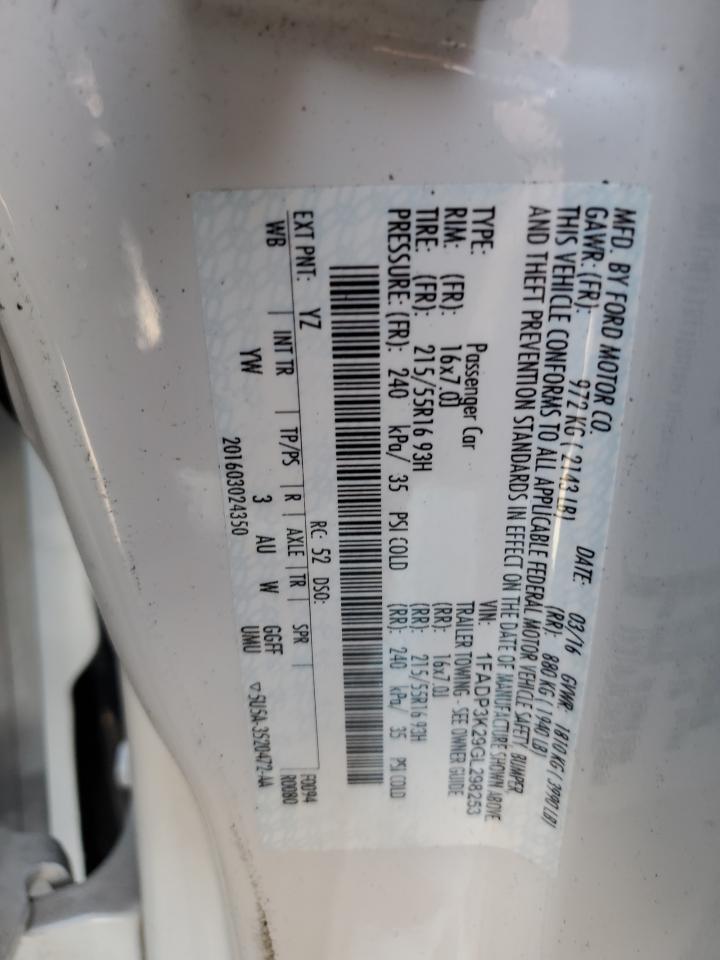 MFD. BY FORD MOTOR CO.
DATE: 03/16 GVWR: 1810 KG ( 3990 LB)
GAWR: (FR): 972 KG ( 2143 LB) (RR): 880 KG ( 1940 LB)
THIS VEHICLE CONFORMS TO ALL APPLICABLE FEDERAL MOTOR VEHICLE SAFETY, BUMPER
AND THEFT PREVENTION STANDARDS IN EFFECT ON THE DATE OF MANUFACTURE SHOWN ABOVE
VIN: 1FADP3K29GL298253
TYPE: Passenger Car TRAILER TOWING - SEE OWNER GUIDE
RIM: (FR): 16x7.0J (RR): 16x7.0J
TIRE: (FR): 215/55R16 93H (RR): 215/55R16 93H
PRESSURE: (FR): 240 kPa/ 35 PSI COLD (RR): 240 kPa/ 35 PSI COLD
EXT PNT: YZ RC: 52 DSO: F0094
R0080
WB | INT TR | TP/PS | R | AXLE | TR | SPR |
YW 3 AU W GGFF
UMU
201603024350 ▽5U5A-3520472-AA